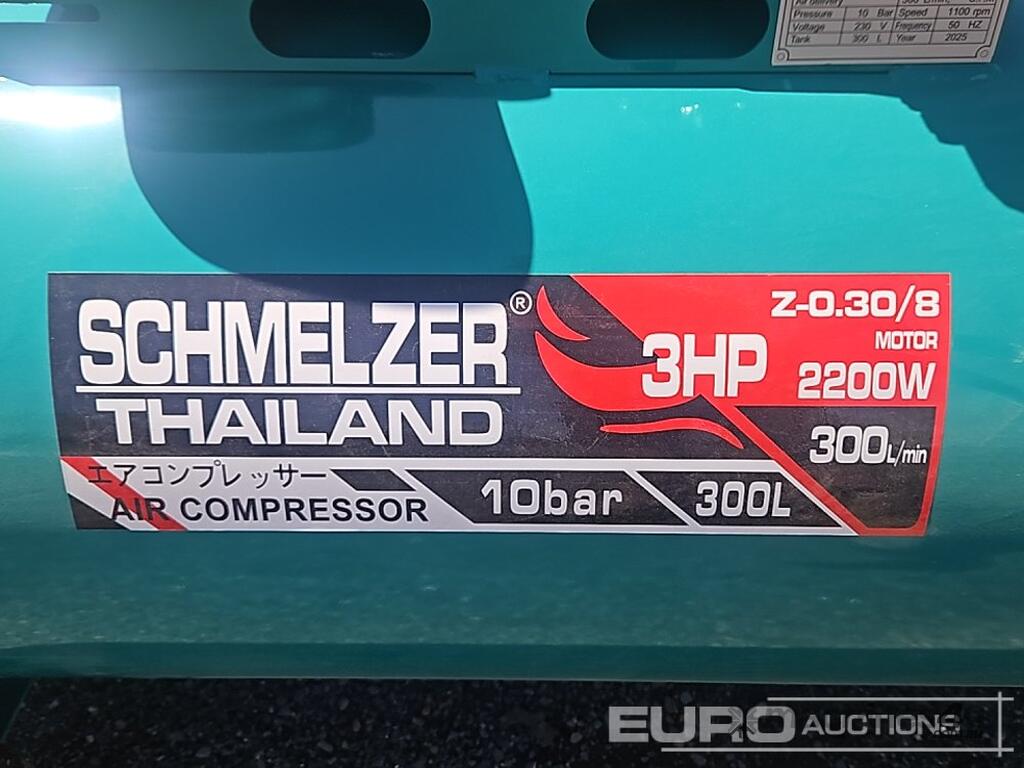 Air delivery
Pressure 10 Bar Speed 1100 rpm
Voltage 230 V Frequency 50 HZ
Tank 300 L Year 2025
SCHMELZER®
THAILAND
エアコンプレッサー
AIR COMPRESSOR
10bar
300L
3HP
Z-0.30/8
MOTOR
2200W
300L/min
EURO AUCTIONS